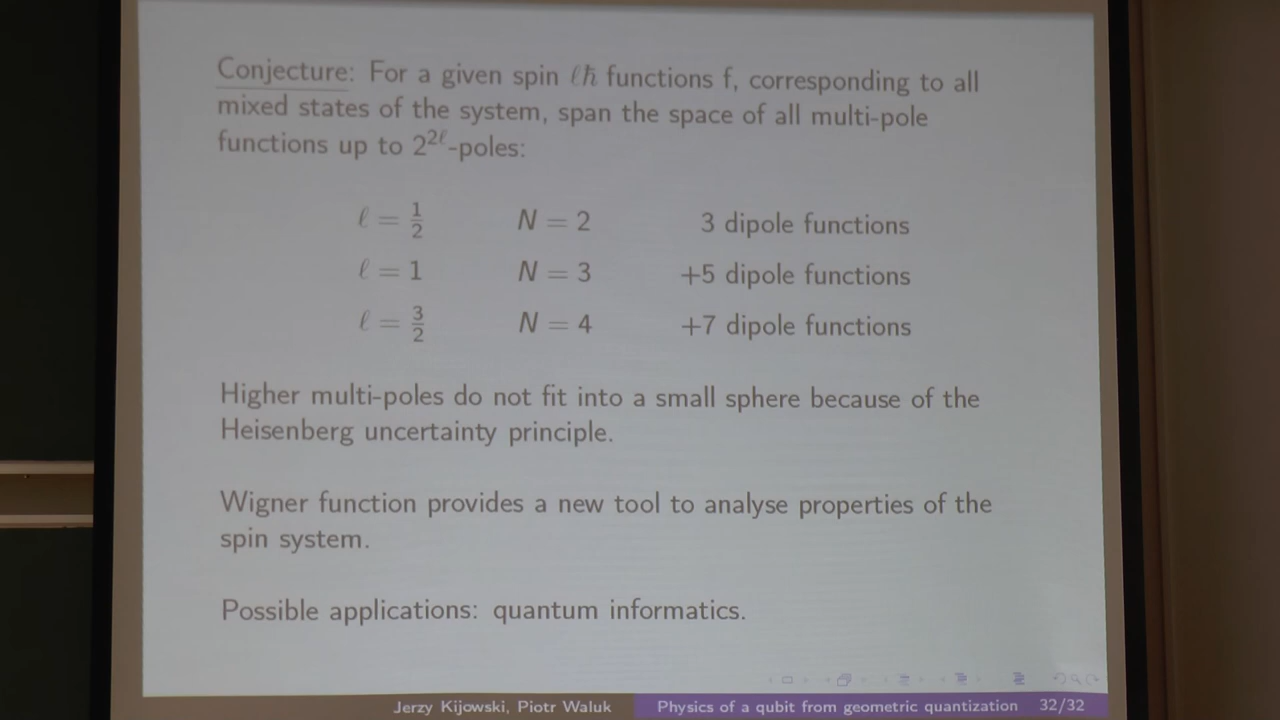 Conjecture: For a given spin ℓℏ functions f, corresponding to all
mixed states of the system, span the space of all multi-pole
functions up to 2^{2ℓ}-poles:
ℓ = 1/2 N = 2 3 dipole functions
ℓ = 1 N = 3 +5 dipole functions
ℓ = 3/2 N = 4 +7 dipole functions
Higher multi-poles do not fit into a small sphere because of the
Heisenberg uncertainty principle.
Wigner function provides a new tool to analyse properties of the
spin system.
Possible applications: quantum informatics.
Jerzy Kijowski, Piotr Waluk Physics of a qubit from geometric quantization 32/32